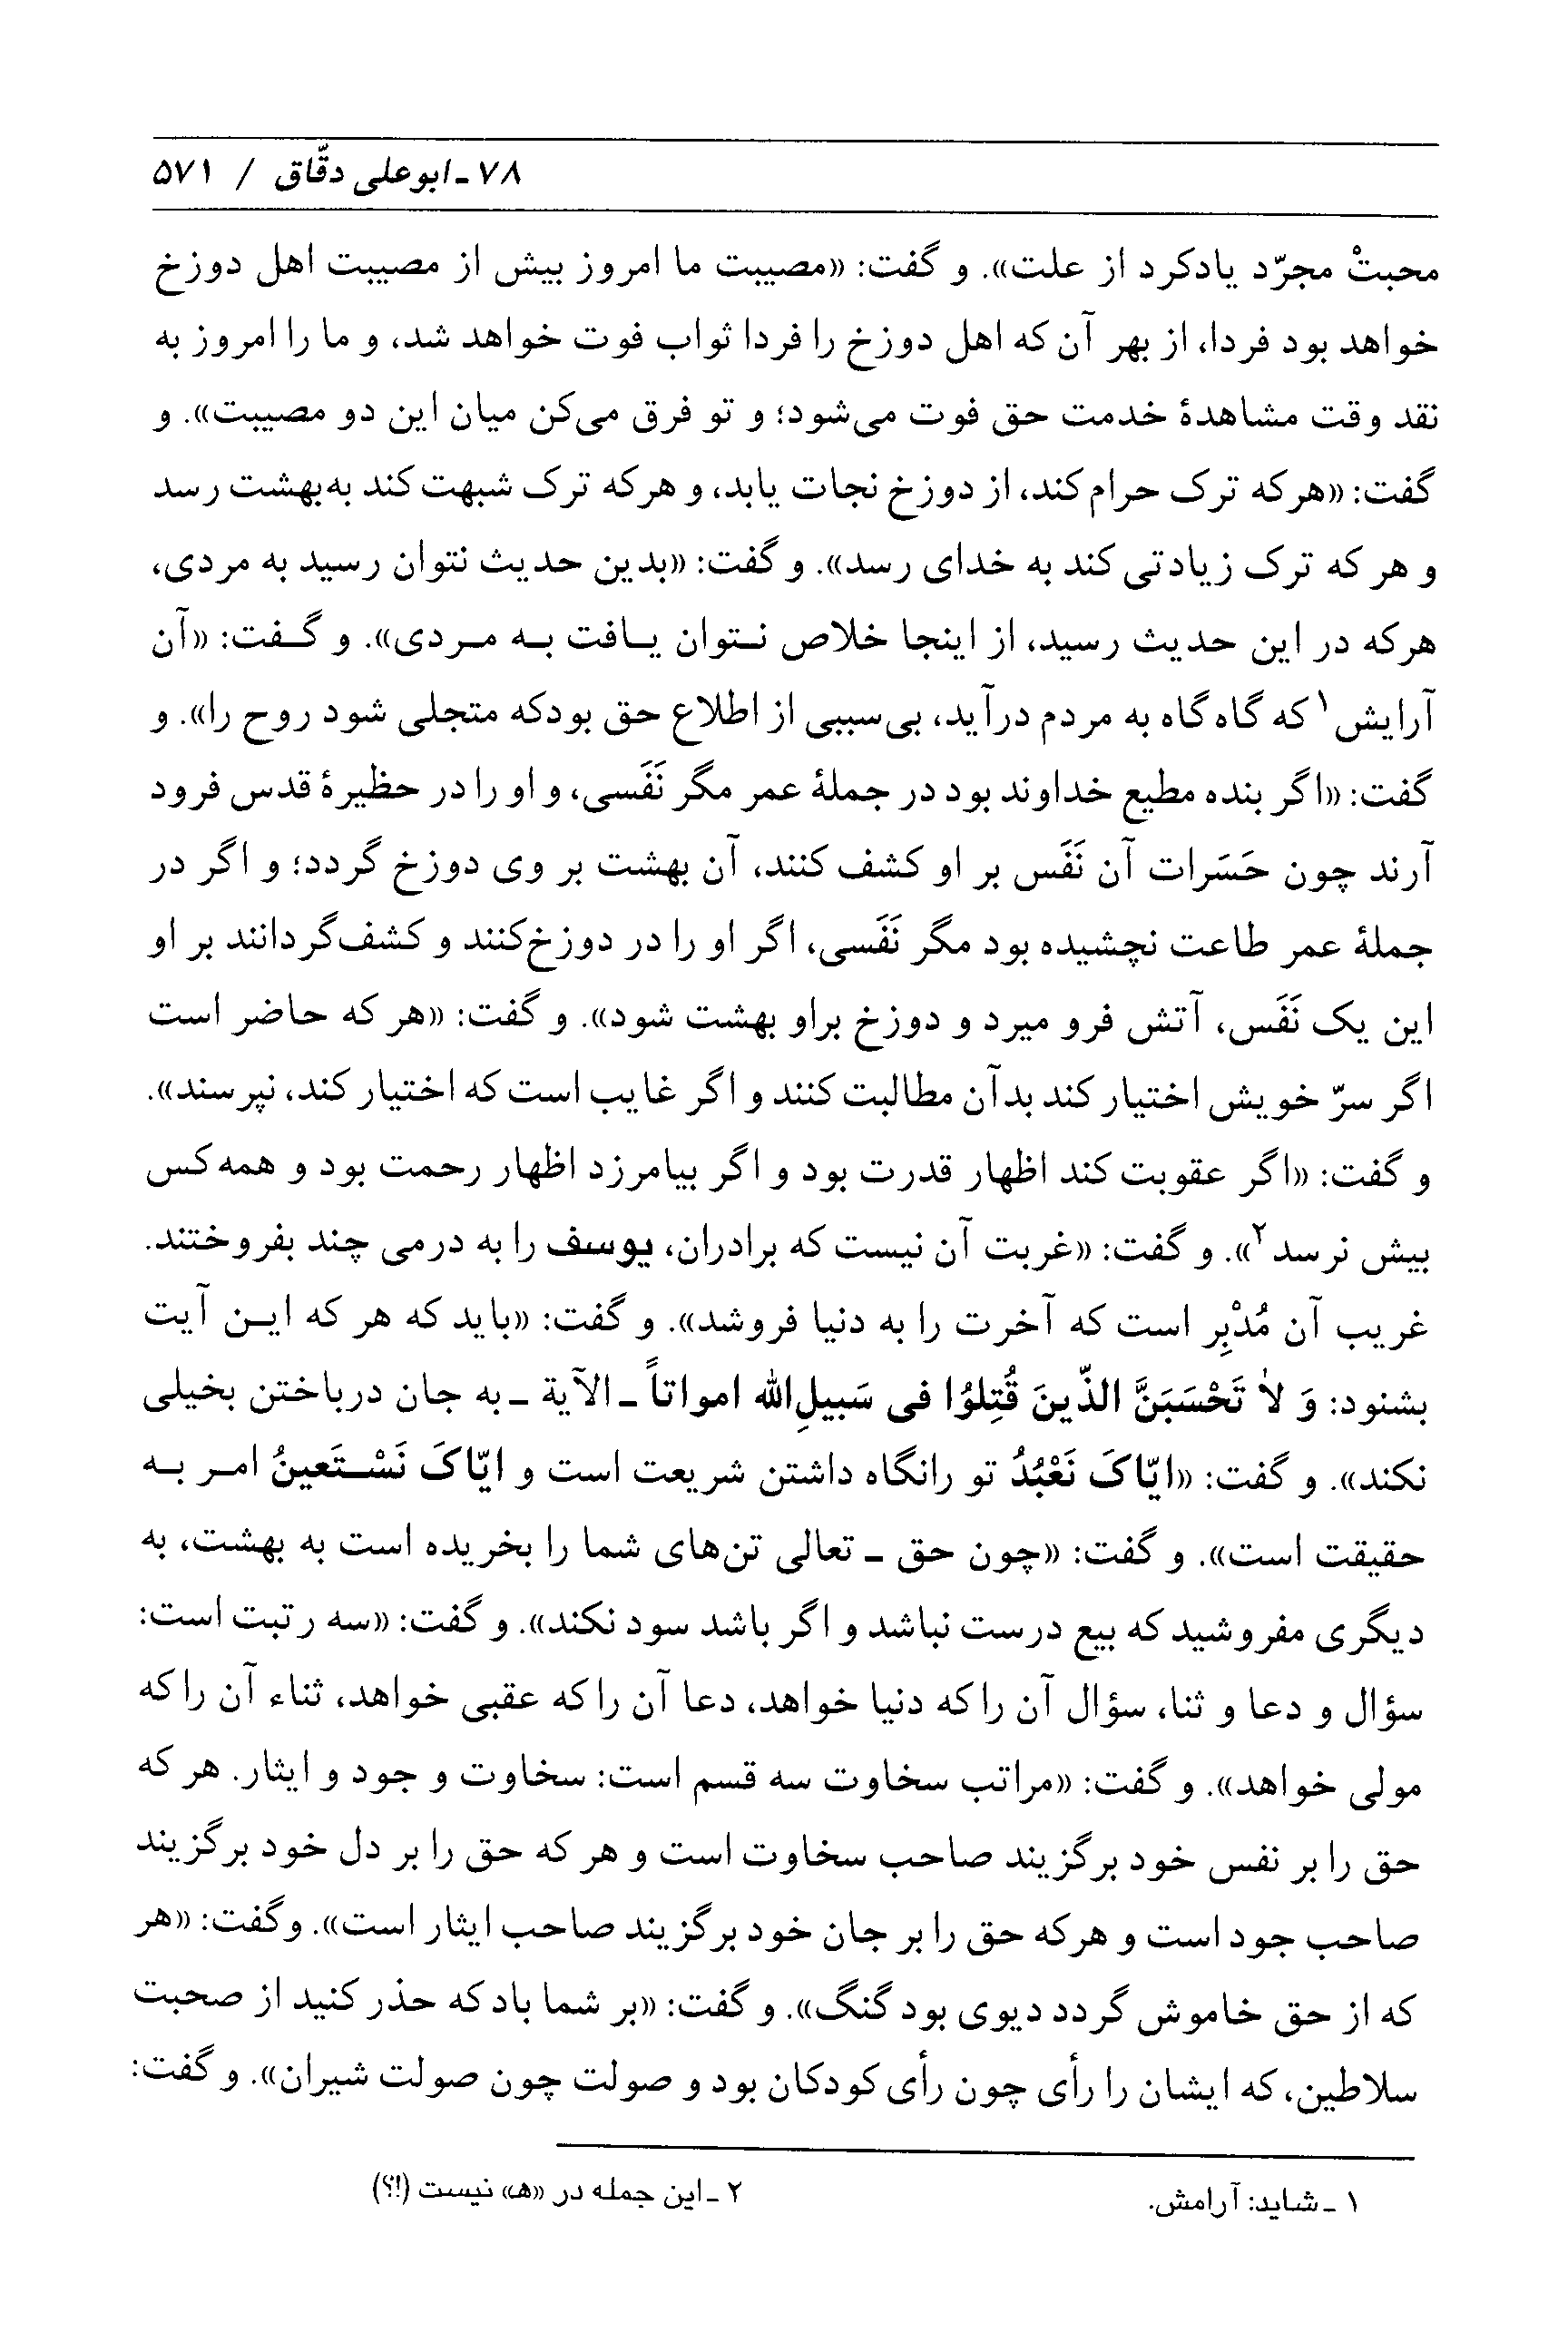 ۷۸ ـ ابوعلی دقّاق / ۵۷۱
محبتْ مجرّد یادکرد از علت». و گفت: «مصیبت ما امروز بیش از مصیبت اهل دوزخ
خواهد بود فردا، از بهر آن که اهل دوزخ را فردا ثواب فوت خواهد شد، و ما را امروز به
نقد وقت مشاهدهٔ خدمت حق فوت می‌شود؛ و تو فرق می‌کن میان این دو مصیبت». و
گفت: «هرکه ترک حرام کند، از دوزخ نجات یابد، و هرکه ترک شبهت کند به‌بهشت رسد
و هر که ترک زیادتی کند به خدای رسد». و گفت: «بدین حدیث نتوان رسید به مردی،
هرکه در این حدیث رسید، از اینجا خلاص نـتوان یـافت بـه مـردی». و گـفت: «آن
آرایش۱ که گاه گاه به مردم درآید، بی‌سببی از اطلاع حق بودکه متجلی شود روح را». و
گفت: «اگر بنده مطیع خداوند بود در جملهٔ عمر مگر نَفَسی، و او را در حظیرهٔ قدس فرود
آرند چون حَسَرات آن نَفَس بر او کشف کنند، آن بهشت بر وی دوزخ گردد؛ و اگر در
جملهٔ عمر طاعت نچشیده بود مگر نَفَسی، اگر او را در دوزخ‌کنند و کشف‌گردانند بر او
این یک نَفَس، آتش فرو میرد و دوزخ براو بهشت شود». و گفت: «هر که حاضر است
اگر سرّ خویش اختیار کند بدآن مطالبت کنند و اگر غایب است که اختیار کند، نپرسند».
و گفت: «اگر عقوبت کند اظهار قدرت بود و اگر بیامرزد اظهار رحمت بود و همه کس
بیش نرسد۲». و گفت: «غربت آن نیست که برادران، یوسف را به درمی چند بفروختند.
غریب آن مُدْبِر است که آخرت را به دنیا فروشد». و گفت: «باید که هر که ایـن آیت
بشنود: وَ لاٰ تَحْسَبَنَّ الذّینَ قُتِلوُا فی سَبیلِ‌الله امواتاً ـ الآیة ـ به جان درباختن بخیلی
نکند». و گفت: «ایّاکَ نَعْبُدُ تو رانگاه داشتن شریعت است و ایّاکَ نَسْـتَعینُ امـر بـه
حقیقت است». و گفت: «چون حق ـ تعالی تن‌های شما را بخریده است به بهشت، به
دیگری مفروشید که بیع درست نباشد و اگر باشد سود نکند». و گفت: «سه رتبت است:
سؤال و دعا و ثنا، سؤال آن راکه دنیا خواهد، دعا آن راکه عقبی خواهد، ثناء آن راکه
مولی خواهد». و گفت: «مراتب سخاوت سه قسم است: سخاوت و جود و ایثار. هر که
حق را بر نفس خود برگزیند صاحب سخاوت است و هر که حق را بر دل خود برگزیند
صاحب جود است و هرکه حق را بر جان خود برگزیند صاحب ایثار است». وگفت: «هر
که از حق خاموش گردد دیوی بود گنگ». و گفت: «بر شما بادکه حذر کنید از صحبت
سلاطین، که ایشان را رأی چون رأی کودکان بود و صولت چون صولت شیران». و گفت:
۱ ـ شاید: آرامش. ۲ ـ این جمله در «هـ» نیست (!؟)